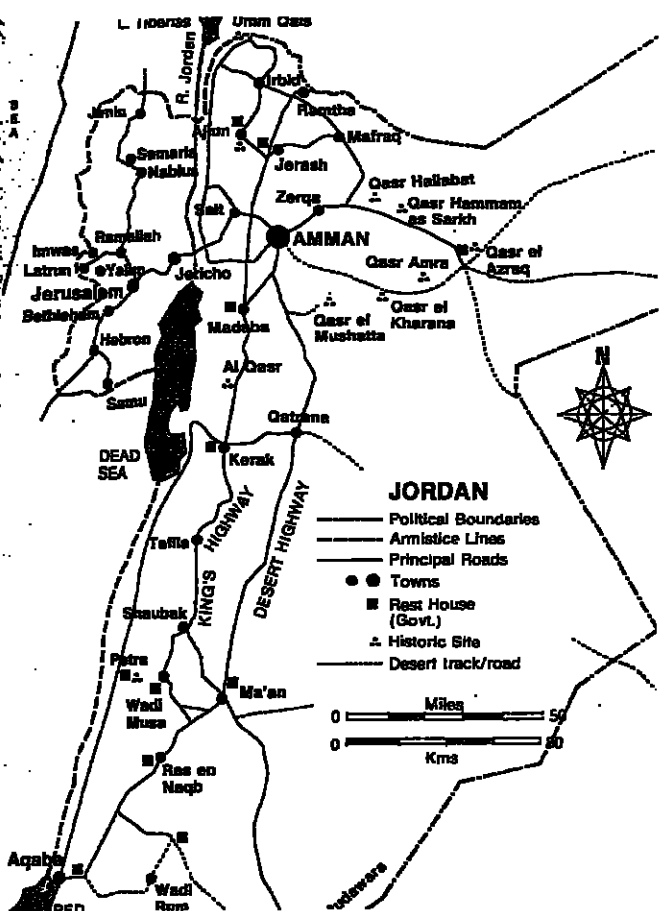 Umm Qais
R. Jordan
Irbid
Ramtha
SEA
Jenin
Ajlun
Mafraq
Jerash
Samaria
Nablus
Qasr Hallabat
Zerqa
Qasr Hammam
as Sarkh
Salt
AMMAN
Ramallah
Imwas
Latrun
Yalu
Qasr el
Azraq
Qasr Amra
Jericho
Jerusalem
Bethlehem
Madaba
Qasr el
Mushatta
Qasr el
Kharana
Hebron
N
Al Qasr
Samu
Qatrana
DEAD
SEA
Kerak
JORDAN
Political Boundaries
Armistice Lines
Principal Roads
Towns
Rest House
(Govt.)
Historic Site
Desert track/road
KING'S HIGHWAY
DESERT HIGHWAY
Tafila
Shaubak
Petra
Wadi
Musa
Ma'an
Miles
0 50
0 80
Kms
Ras en
Naqb
Aqaba
Wadi
Rum
RED